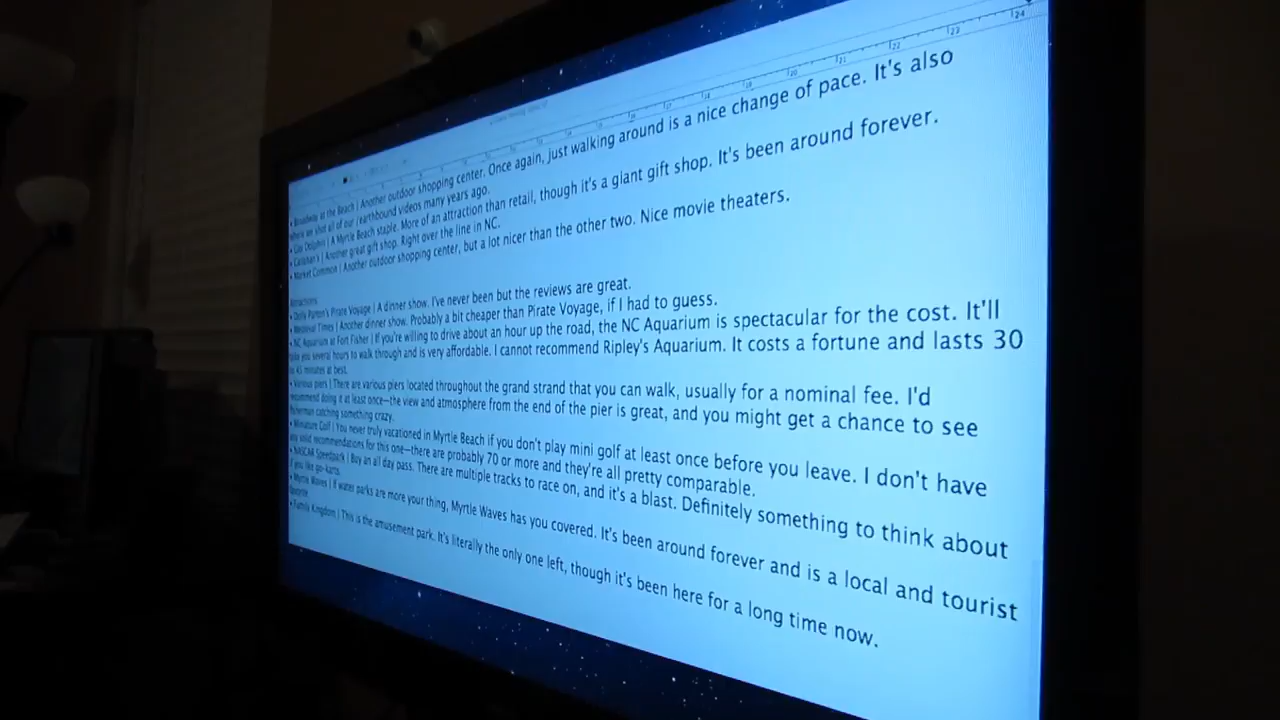 • Broadway at the Beach | Another outdoor shopping center. Once again, just walking around is a nice change of pace. It's also
where we shot all of our /earthbound videos many years ago.
• Gay Dolphin | A Myrtle Beach staple. More of an attraction than retail, though it's a giant gift shop. It's been around forever.
• Callahan's | Another great gift shop. Right over the line in NC.
• Market Common | Another outdoor shopping center, but a lot nicer than the other two. Nice movie theaters.
Attractions
• Dolly Parton's Pirate Voyage | A dinner show. I've never been but the reviews are great.
• Medieval Times | Another dinner show. Probably a bit cheaper than Pirate Voyage, if I had to guess.
• NC Aquarium at Fort Fisher | If you're willing to drive about an hour up the road, the NC Aquarium is spectacular for the cost. It'll
take you several hours to walk through and is very affordable. I cannot recommend Ripley's Aquarium. It costs a fortune and lasts 30
to 45 minutes at best.
• Various piers | There are various piers located throughout the grand strand that you can walk, usually for a nominal fee. I'd
recommend doing it at least once—the view and atmosphere from the end of the pier is great, and you might get a chance to see
fisherman catching something crazy.
• Miniature Golf | You never truly vacationed in Myrtle Beach if you don't play mini golf at least once before you leave. I don't have
any solid recommendations for this one—there are probably 70 or more and they're all pretty comparable.
• NASCAR Speedpark | Buy an all day pass. There are multiple tracks to race on, and it's a blast. Definitely something to think about
if you like go-karts.
• Myrtle Waves | If water parks are more your thing, Myrtle Waves has you covered. It's been around forever and is a local and tourist
favorite.
• Family Kingdom | This is the amusement park. It's literally the only one left, though it's been here for a long time now.